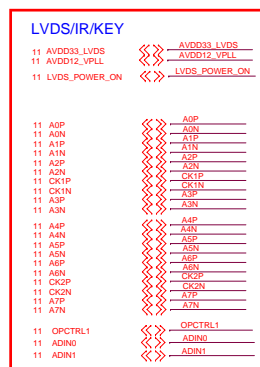 LVDS/IR/KEY
11 AVDD33_LVDS AVDD33_LVDS
11 AVDD12_VPLL AVDD12_VPLL
11 LVDS_POWER_ON LVDS_POWER_ON
11 A0P A0P
11 A0N A0N
11 A1P A1P
11 A1N A1N
11 A2P A2P
11 A2N A2N
11 CK1P CK1P
11 CK1N CK1N
11 A3P A3P
11 A3N A3N
11 A4P A4P
11 A4N A4N
11 A5P A5P
11 A5N A5N
11 A6P A6P
11 A6N A6N
11 CK2P CK2P
11 CK2N CK2N
11 A7P A7P
11 A7N A7N
11 OPCTRL1 OPCTRL1
11 ADIN0 ADIN0
11 ADIN1 ADIN1